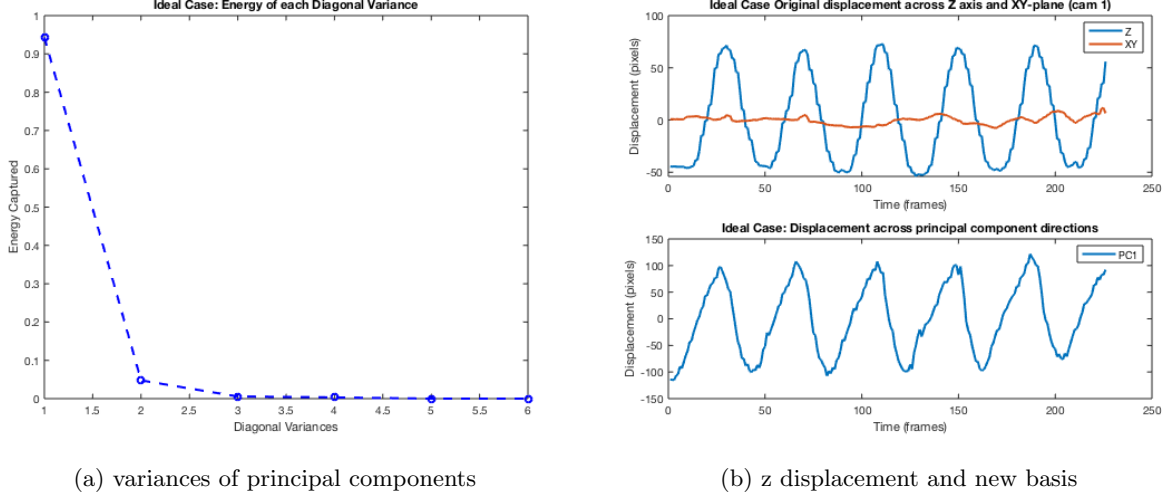 Ideal Case: Energy of each Diagonal Variance
1
0.9
0.8
0.7
0.6
0.5
0.4
0.3
0.2
0.1
0
Energy Captured
1 1.5 2 2.5 3 3.5 4 4.5 5 5.5 6
Diagonal Variances
(a) variances of principal components
Ideal Case Original displacement across Z axis and XY-plane (cam 1)
100
50
0
-50
Displacement (pixels)
Z
XY
0 50 100 150 200 250
Time (frames)
Ideal Case: Displacement across principal component directions
150
100
50
0
-50
-100
-150
Displacement (pixels)
PC1
0 50 100 150 200 250
Time (frames)
(b) z displacement and new basis